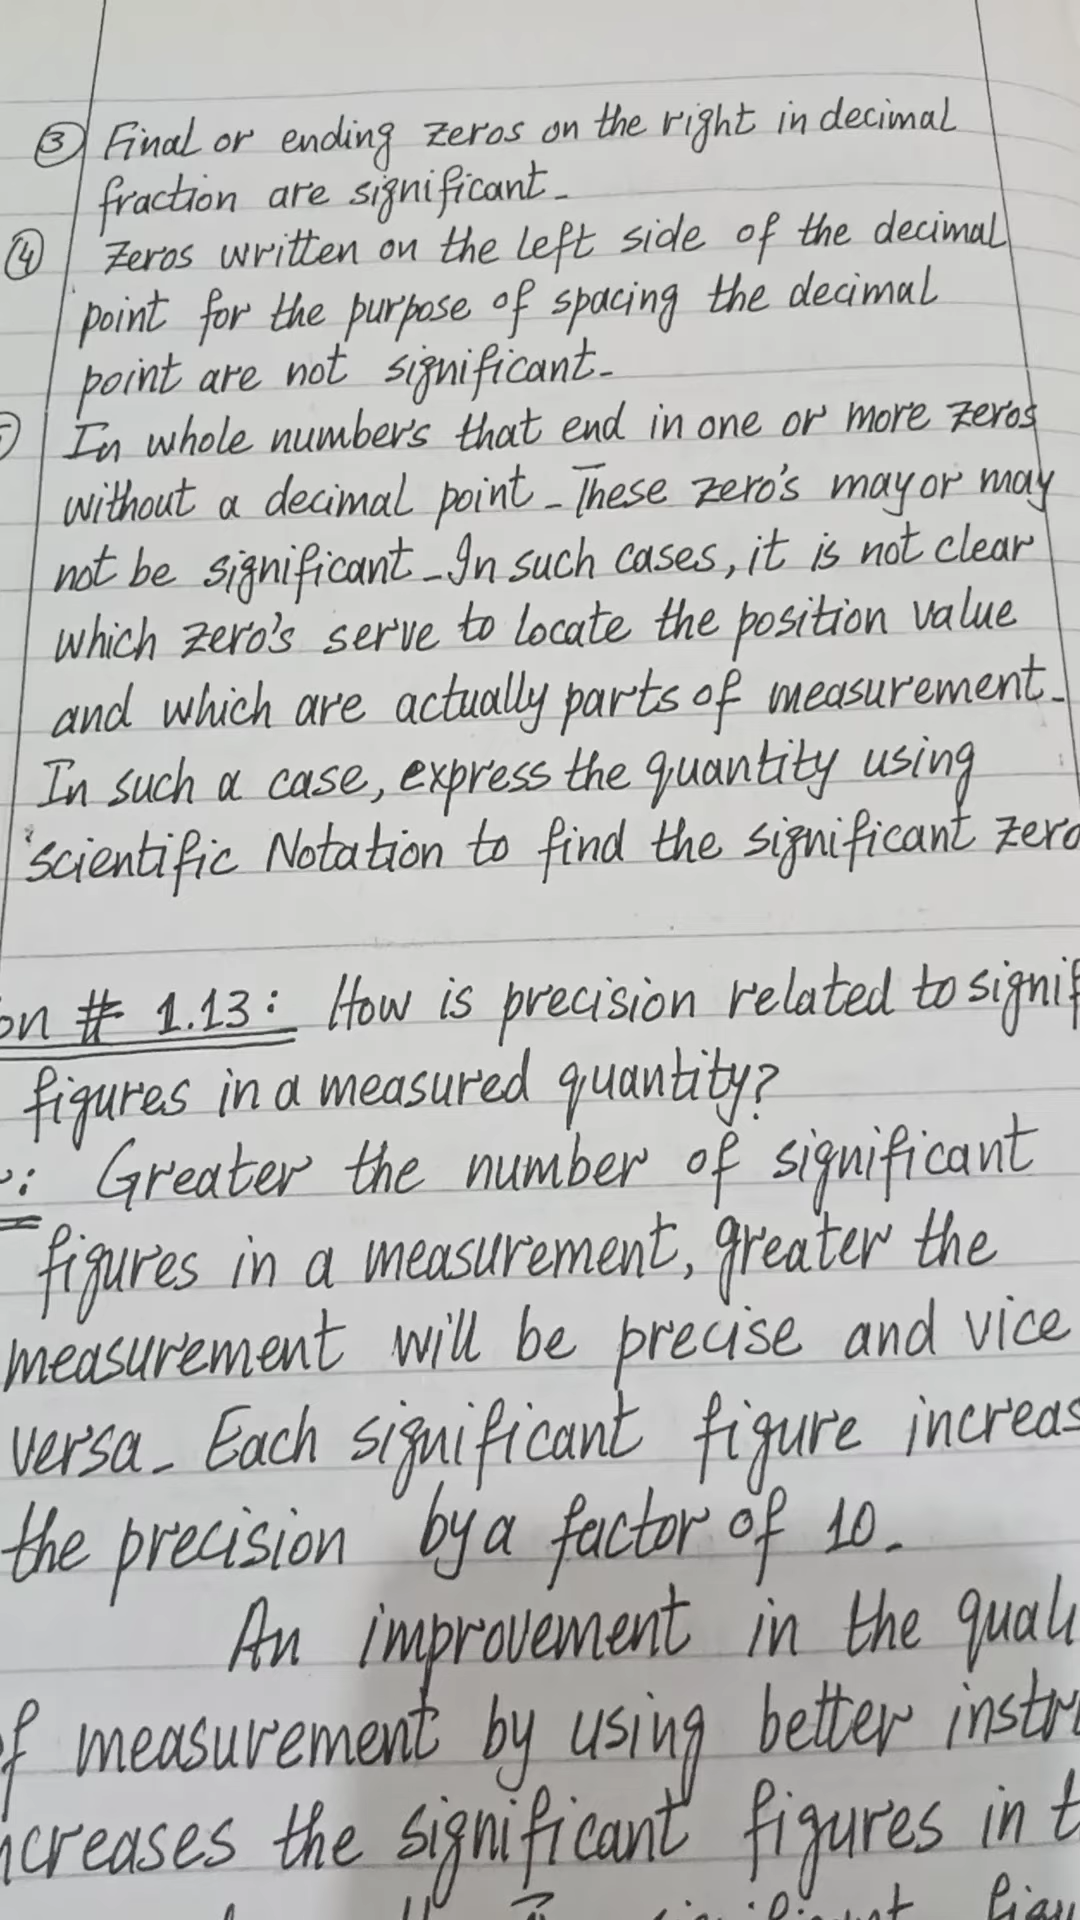 ③ Final or ending zeros on the right in decimal
fraction are significant.
④ Zeros written on the left side of the decimal
point for the purpose of spacing the decimal
point are not significant.
In whole numbers that end in one or more zeros
without a decimal point. These zero's may or may
not be significant. In such cases, it is not clear
which zero's serve to locate the position value
and which are actually parts of measurement.
In such a case, express the quantity using
Scientific Notation to find the significant zero
on # 1.13: How is precision related to signif
figures in a measured quantity?
: Greater the number of significant
figures in a measurement, greater the
measurement will be precise and vice
versa. Each significant figure increas
the precision by a factor of 10.
An improvement in the quali
of measurement by using better instru
ncreases the significant figures in t